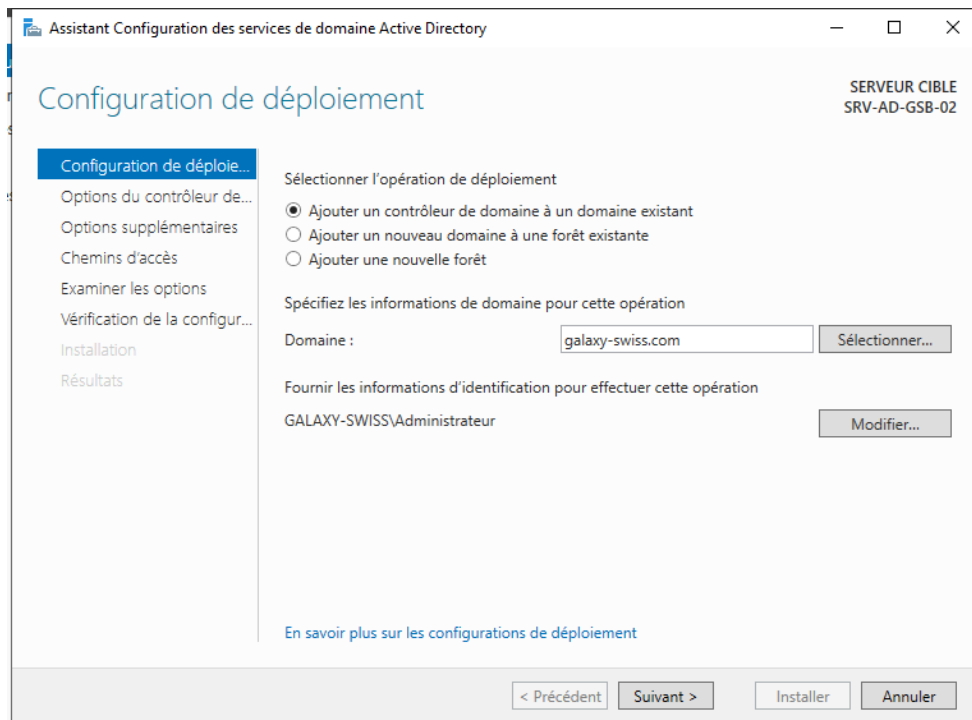 Assistant Configuration des services de domaine Active Directory
Configuration de déploiement
SERVEUR CIBLE
SRV-AD-GSB-02
Configuration de déploie...
Options du contrôleur de...
Options supplémentaires
Chemins d'accès
Examiner les options
Vérification de la configur...
Installation
Résultats
Sélectionner l'opération de déploiement
Ajouter un contrôleur de domaine à un domaine existant
Ajouter un nouveau domaine à une forêt existante
Ajouter une nouvelle forêt
Spécifiez les informations de domaine pour cette opération
Domaine : galaxy-swiss.com Sélectionner...
Fournir les informations d'identification pour effectuer cette opération
GALAXY-SWISS\Administrateur Modifier...
En savoir plus sur les configurations de déploiement
< Précédent Suivant > Installer Annuler